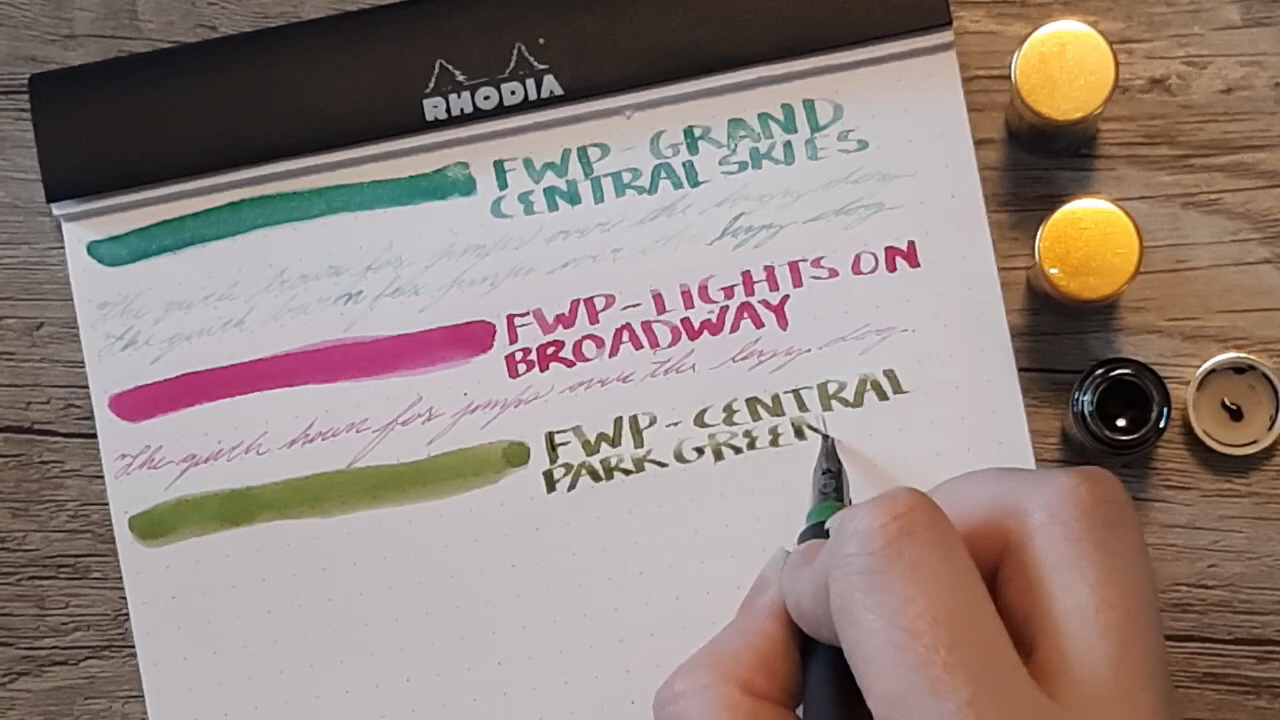 RHODIA
FWP - GRAND
CENTRAL SKIES
The quick brown fox jumps over the lazy dog
The quick brown fox jumps over the lazy dog
FWP - LIGHTS ON
BROADWAY
The quick brown fox jumps over the lazy dog.
FWP - CENTRAL
PARK GREEN